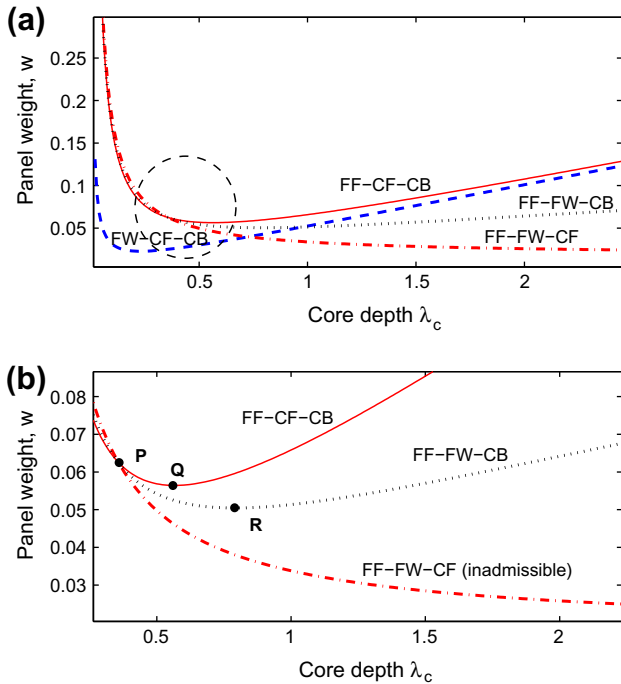 (a)
Panel weight, w
0.25
0.2
0.15
0.1
0.05
FF−CF−CB
FF−FW−CB
FW−CF−CB
FF−FW−CF
0.5
1
1.5
2
Core depth λc
(b)
Panel weight, w
0.08
0.07
0.06
0.05
0.04
0.03
FF−CF−CB
P
Q
FF−FW−CB
R
FF−FW−CF (inadmissible)
0.5
1
1.5
2
Core depth λc